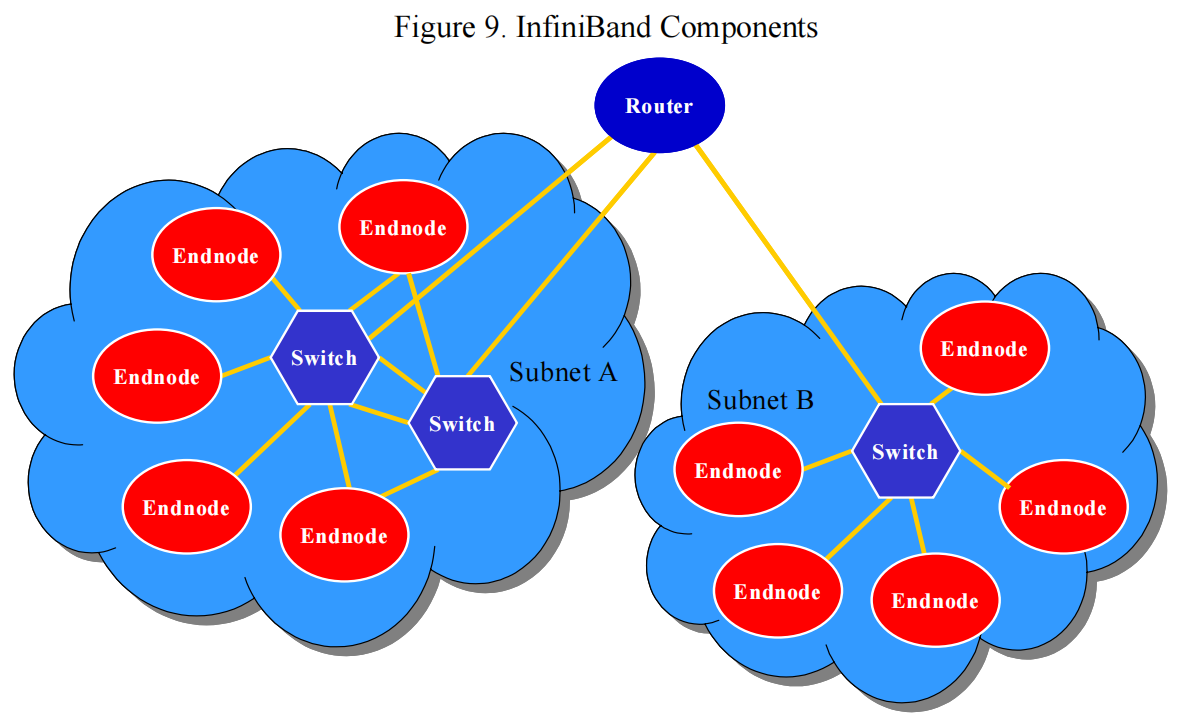 Figure 9. InfiniBand Components
Router
Endnode
Endnode
Endnode
Switch
Subnet A
Switch
Endnode
Endnode
Endnode
Subnet B
Endnode
Switch
Endnode
Endnode
Endnode